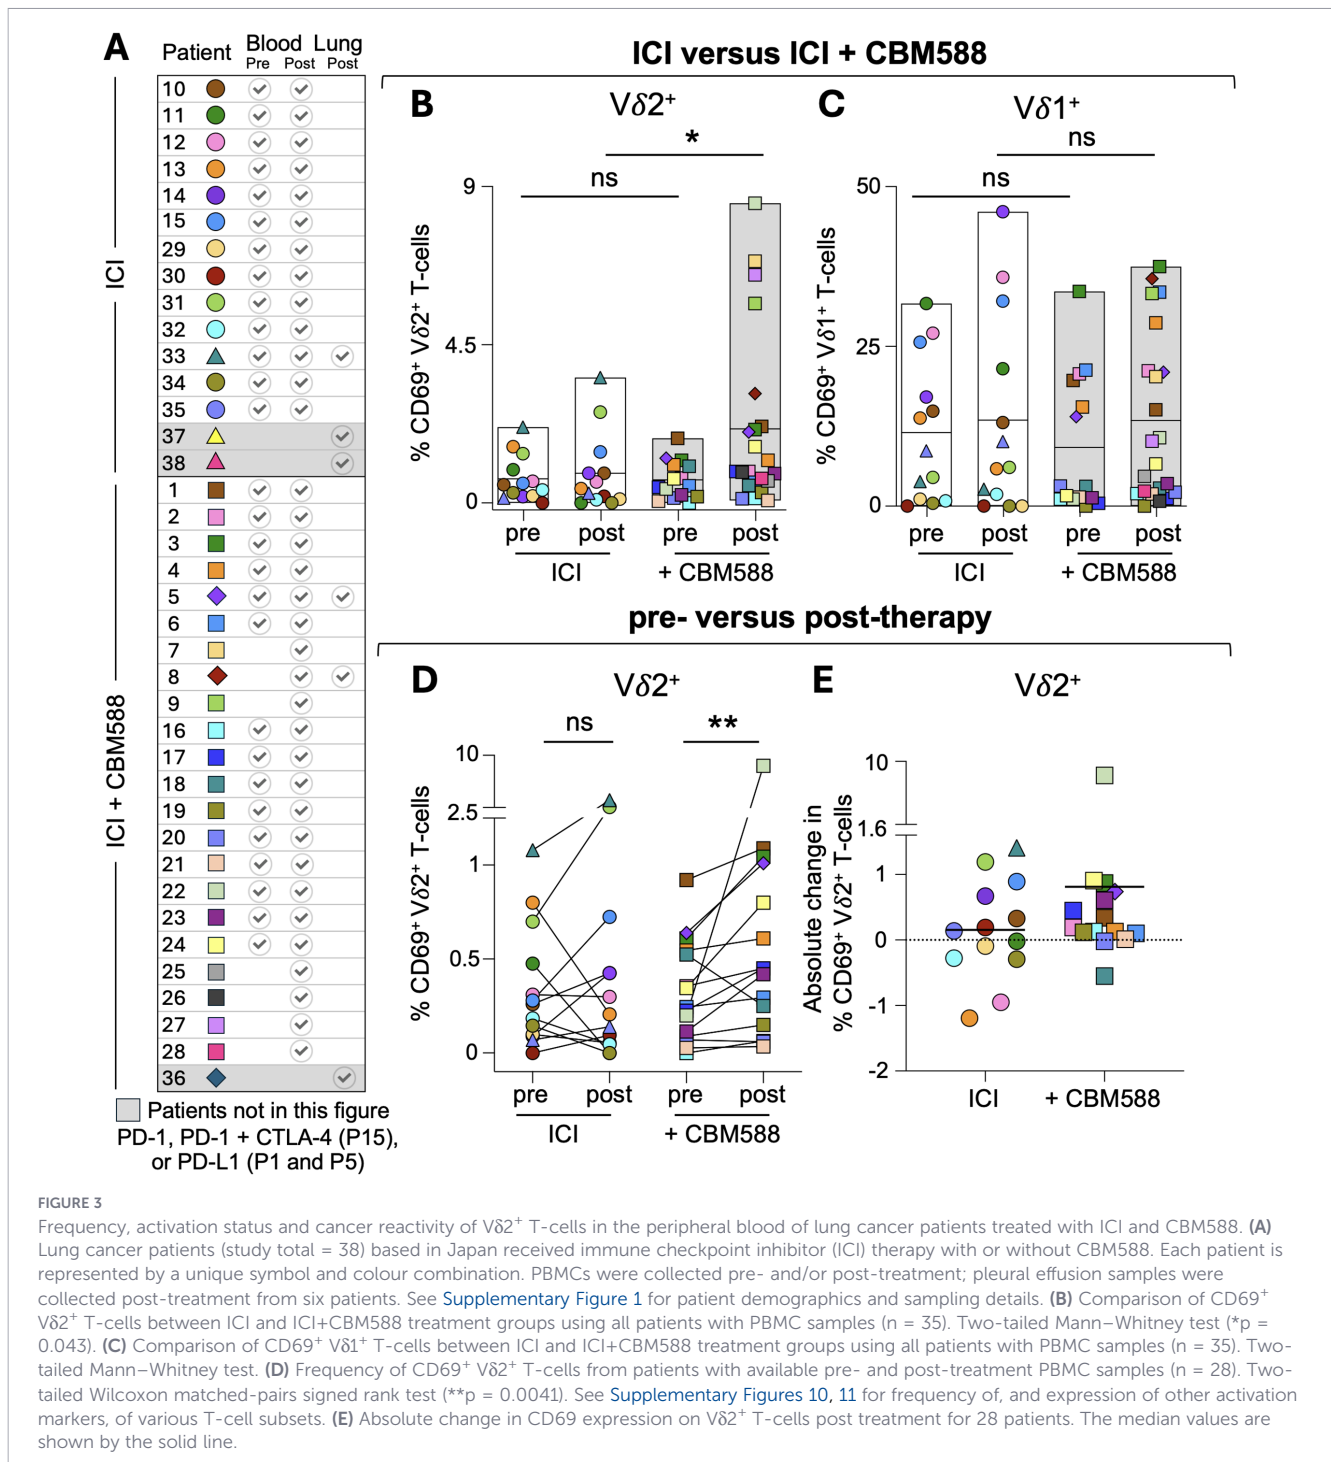 A
Patient Blood Lung
Pre Post Post
10
11
12
13
14
15
29
30
31
32
33
34
35
37
38
1
2
3
4
5
6
7
8
9
16
17
18
19
20
21
22
23
24
25
26
27
28
36
ICI
ICI + CBM588
Patients not in this figure
PD-1, PD-1 + CTLA-4 (P15),
or PD-L1 (P1 and P5)
ICI versus ICI + CBM588
B
Vδ2⁺
*
ns
% CD69⁺ Vδ2⁺ T-cells
9
4.5
0
pre post pre post
ICI + CBM588
C
Vδ1⁺
ns
ns
% CD69⁺ Vδ1⁺ T-cells
50
25
0
pre post pre post
ICI + CBM588
pre- versus post-therapy
D
Vδ2⁺
ns **
% CD69⁺ Vδ2⁺ T-cells
10
2.5
1
0.5
0
pre post pre post
ICI + CBM588
E
Vδ2⁺
Absolute change in
% CD69⁺ Vδ2⁺ T-cells
10
1.6
1
0
-1
-2
ICI + CBM588
FIGURE 3
Frequency, activation status and cancer reactivity of Vδ2⁺ T-cells in the peripheral blood of lung cancer patients treated with ICI and CBM588. (A)
Lung cancer patients (study total = 38) based in Japan received immune checkpoint inhibitor (ICI) therapy with or without CBM588. Each patient is
represented by a unique symbol and colour combination. PBMCs were collected pre- and/or post-treatment; pleural effusion samples were
collected post-treatment from six patients. See Supplementary Figure 1 for patient demographics and sampling details. (B) Comparison of CD69⁺
Vδ2⁺ T-cells between ICI and ICI+CBM588 treatment groups using all patients with PBMC samples (n = 35). Two-tailed Mann–Whitney test (*p =
0.043). (C) Comparison of CD69⁺ Vδ1⁺ T-cells between ICI and ICI+CBM588 treatment groups using all patients with PBMC samples (n = 35). Two-
tailed Mann–Whitney test. (D) Frequency of CD69⁺ Vδ2⁺ T-cells from patients with available pre- and post-treatment PBMC samples (n = 28). Two-
tailed Wilcoxon matched-pairs signed rank test (**p = 0.0041). See Supplementary Figures 10, 11 for frequency of, and expression of other activation
markers, of various T-cell subsets. (E) Absolute change in CD69 expression on Vδ2⁺ T-cells post treatment for 28 patients. The median values are
shown by the solid line.